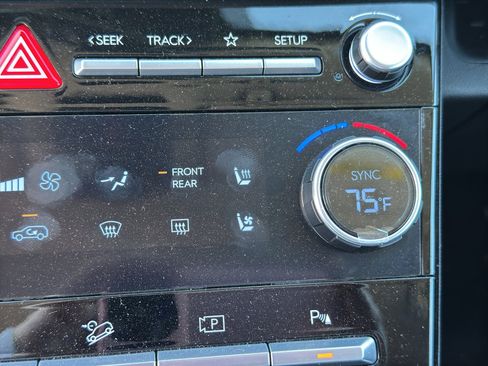 <SEEK TRACK> SETUP
FRONT
REAR
SYNC
75°F
P
P